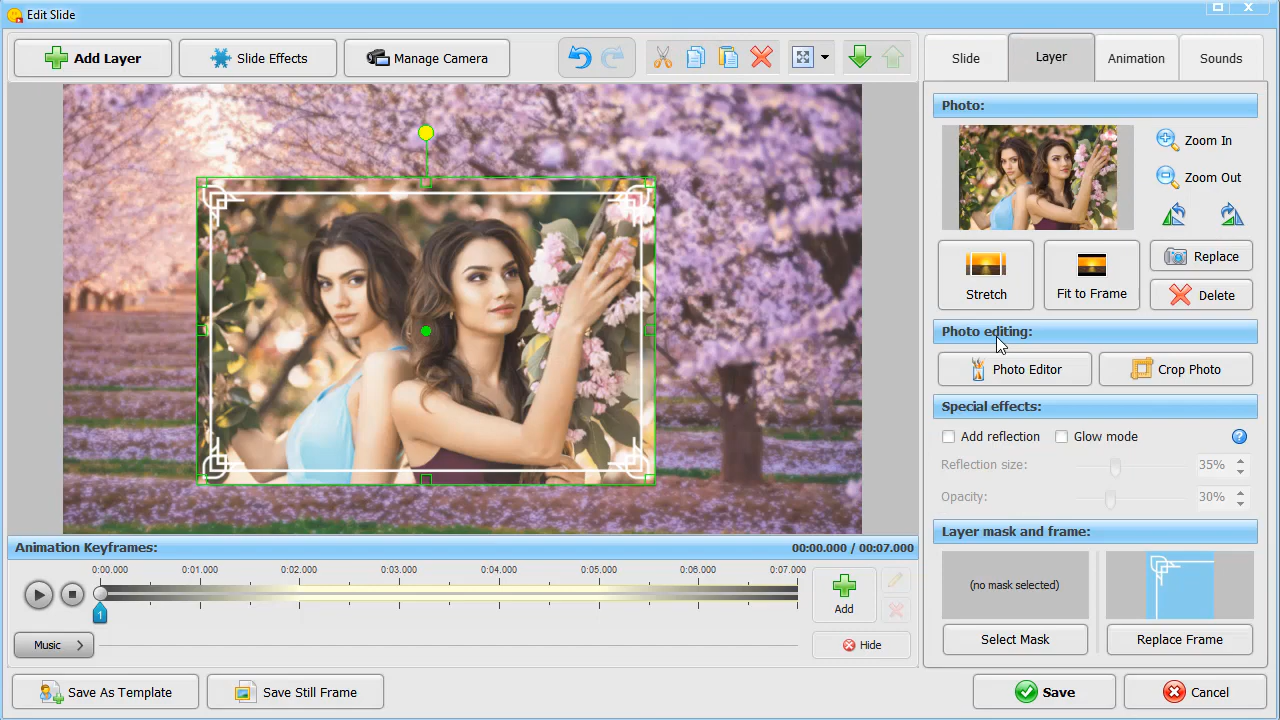 Edit Slide
Add Layer
Slide Effects
Manage Camera
Slide
Layer
Animation
Sounds
Photo:
Zoom In
Zoom Out
Stretch
Fit to Frame
Replace
Delete
Photo editing:
Photo Editor
Crop Photo
Special effects:
Add reflection
Glow mode
?
Reflection size:
35%
Opacity:
30%
Layer mask and frame:
(no mask selected)
Select Mask
Replace Frame
Animation Keyframes:
00:00.000 / 00:07.000
0:00.000 0:01.000 0:02.000 0:03.000 0:04.000 0:05.000 0:06.000 0:07.000
1
Add
Music
Hide
Save As Template
Save Still Frame
Save
Cancel